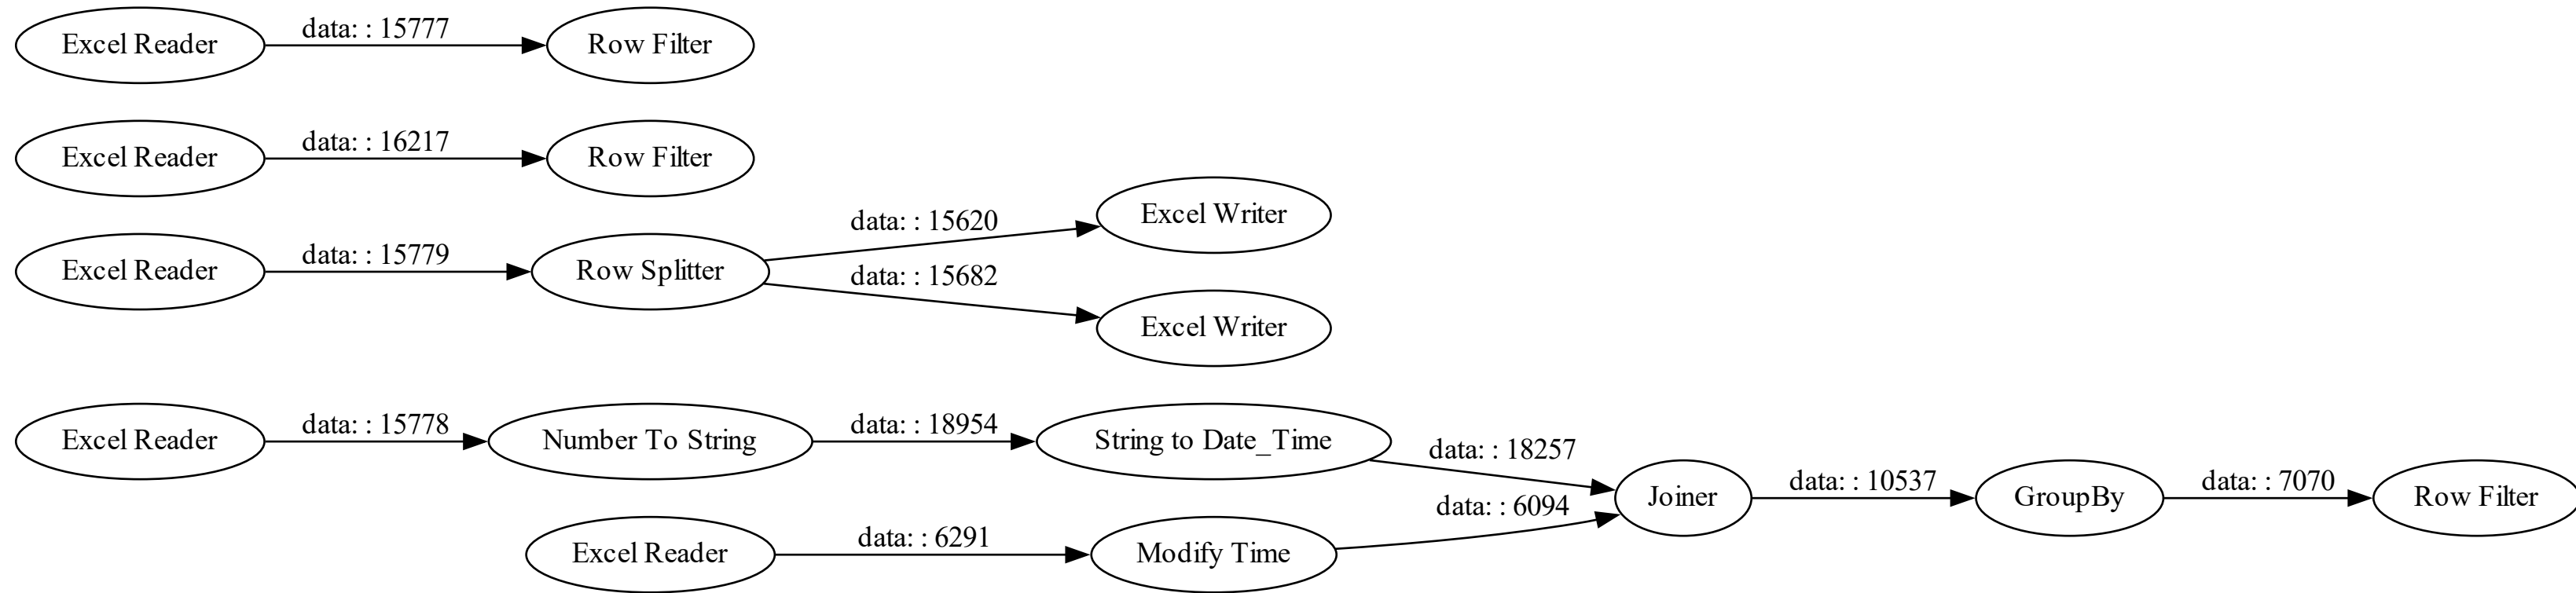 Excel Reader
data: : 15777
Row Filter
Excel Reader
data: : 16217
Row Filter
Excel Reader
data: : 15779
Row Splitter
data: : 15620
Excel Writer
data: : 15682
Excel Writer
Excel Reader
data: : 15778
Number To String
data: : 18954
String to Date_Time
data: : 18257
Excel Reader
data: : 6291
Modify Time
data: : 6094
Joiner
data: : 10537
GroupBy
data: : 7070
Row Filter